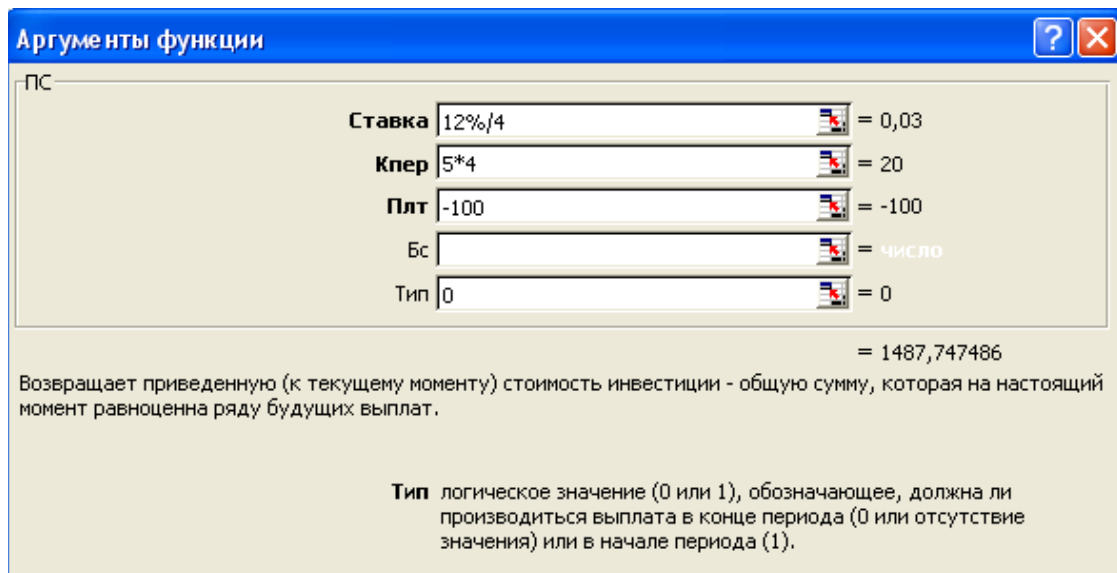 Аргументы функции
ПС
Ставка 12%/4 = 0,03
Кпер 5*4 = 20
Плт -100 = -100
Бс = число
Тип 0 = 0
= 1487,747486
Возвращает приведенную (к текущему моменту) стоимость инвестиции - общую сумму, которая на настоящий
момент равноценна ряду будущих выплат.
Тип логическое значение (0 или 1), обозначающее, должна ли
производиться выплата в конце периода (0 или отсутствие
значения) или в начале периода (1).